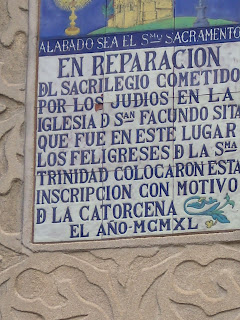 ALABADO SEA EL Sᴹᴼ SACRAMENTO
EN REPARACION
DL SACRILEGIO COMETIDO
POR LOS JUDIOS EN LA
IGLESIA D SAN FACUNDO SITA
QUE FUE EN ESTE LUGAR
LOS FELIGRESES D LA Sᴹᴬ
TRINIDAD COLOCARON ESTA
INSCRIPCION CON MOTIVO
D LA CATORCENA
EL AÑO-MCMXL